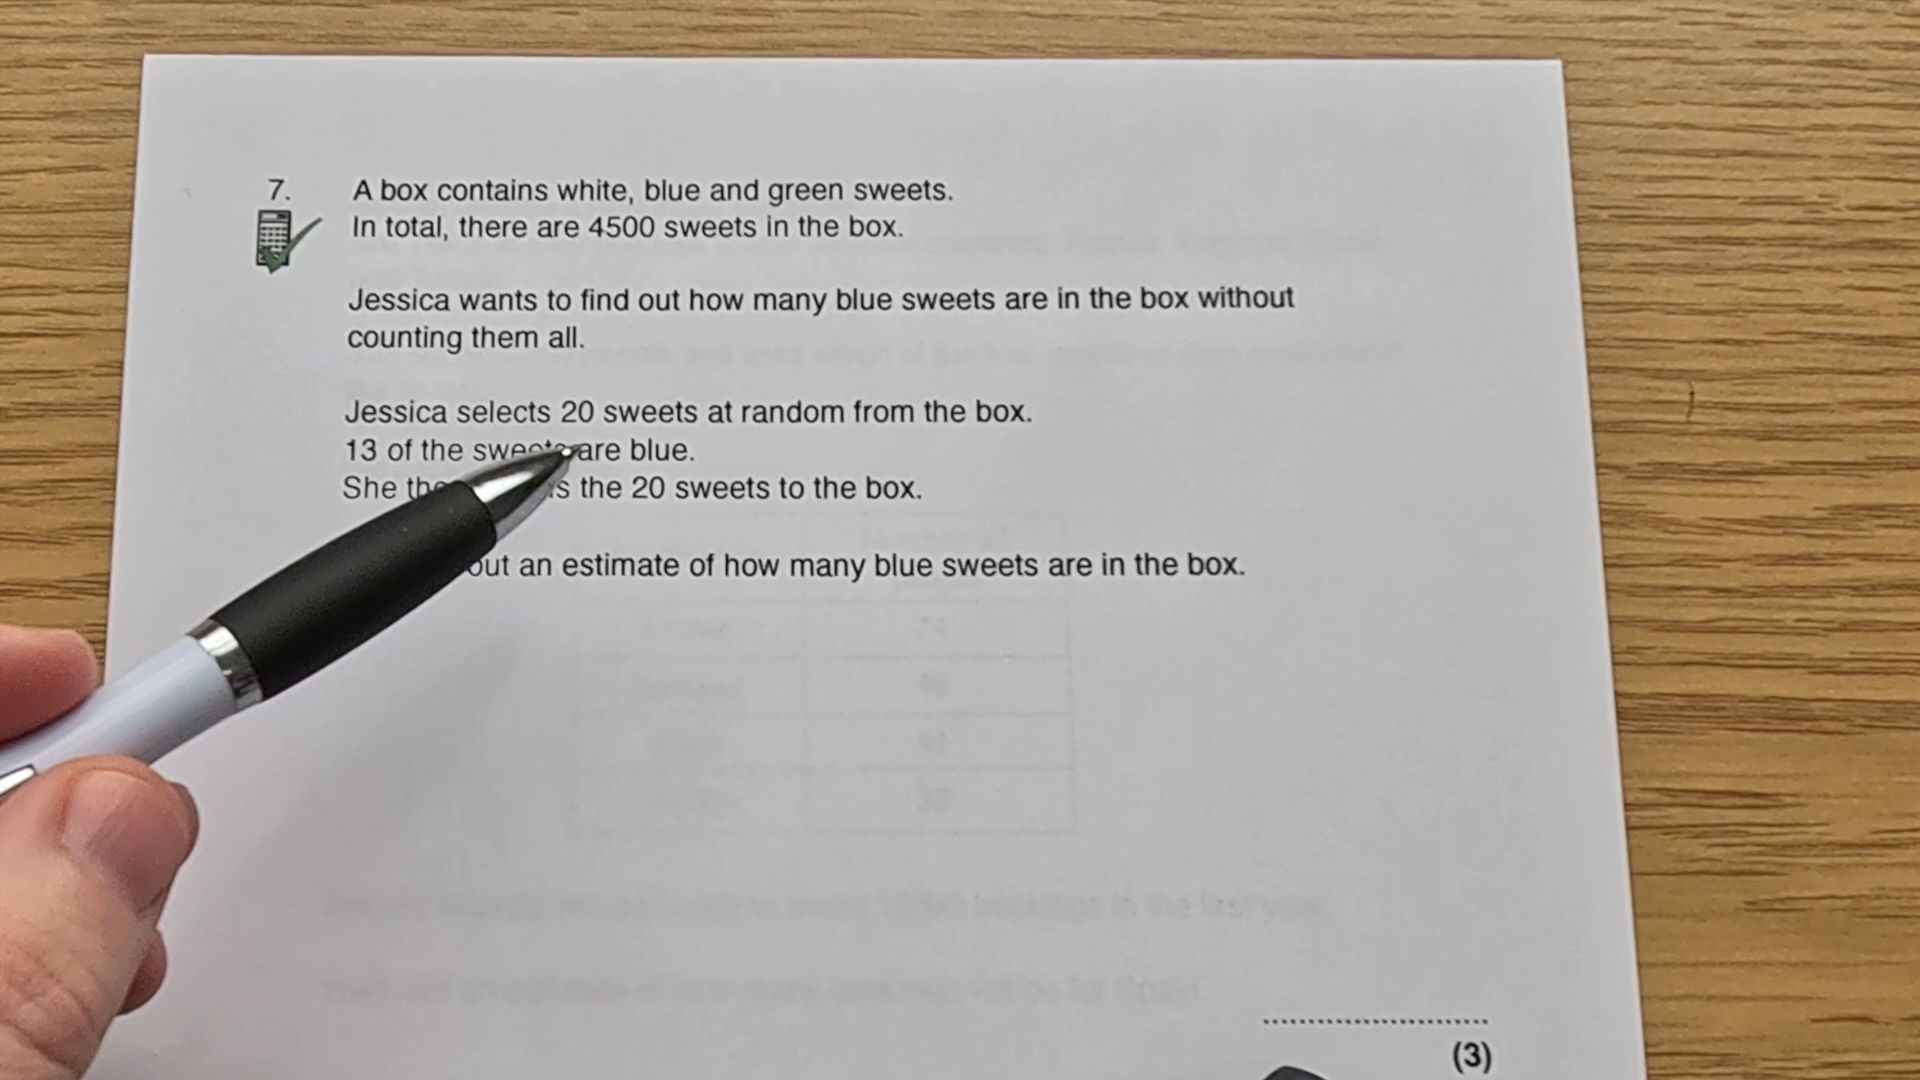 7. A box contains white, blue and green sweets.
In total, there are 4500 sweets in the box.
Jessica wants to find out how many blue sweets are in the box without
counting them all.
Jessica selects 20 sweets at random from the box.
13 of the sweets are blue.
She the 20 sweets to the box.
out an estimate of how many blue sweets are in the box.
(3)